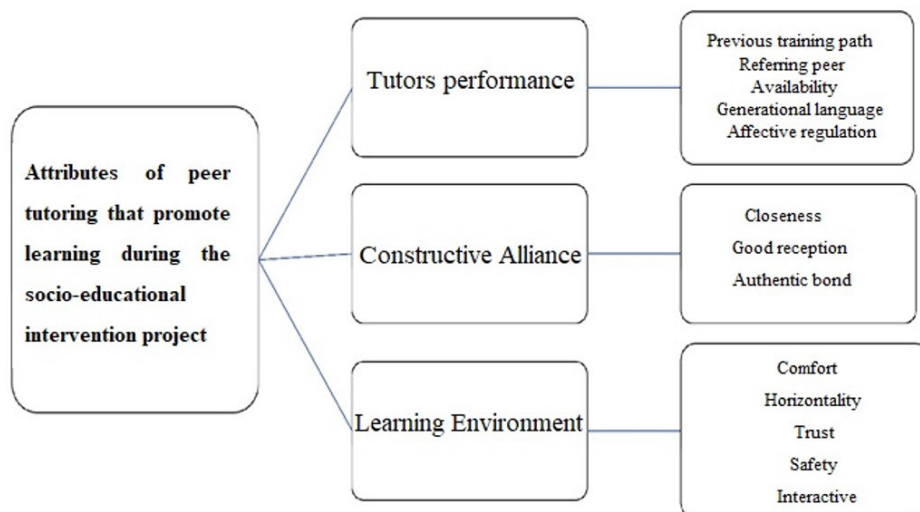 Attributes of peer
tutoring that promote
learning during the
socio-educational
intervention project
Tutors performance
Previous training path
Referring peer
Availability
Generational language
Affective regulation
Constructive Alliance
Closeness
Good reception
Authentic bond
Learning Environment
Comfort
Horizontality
Trust
Safety
Interactive